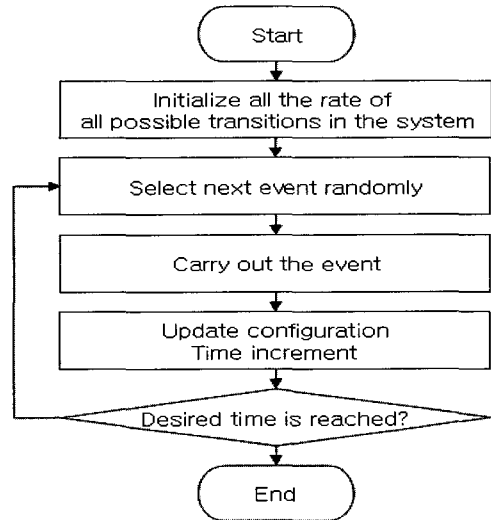 Start
Initialize all the rate of
all possible transitions in the system
Select next event randomly
Carry out the event
Update configuration
Time increment
Desired time is reached?
End